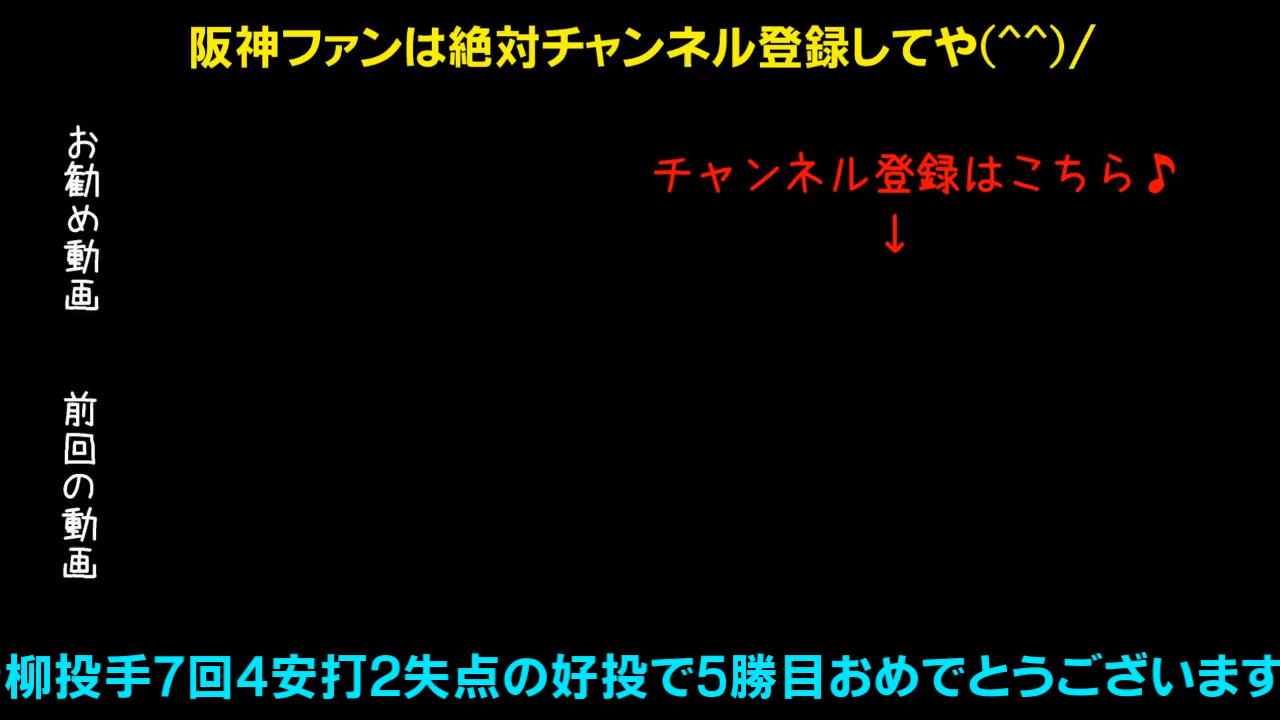 阪神ファンは絶対チャンネル登録してや(^^)/
チャンネル登録はこちら♪
↓
お勧め動画
前回の動画
柳投手7回4安打2失点の好投で5勝目おめでとうございます